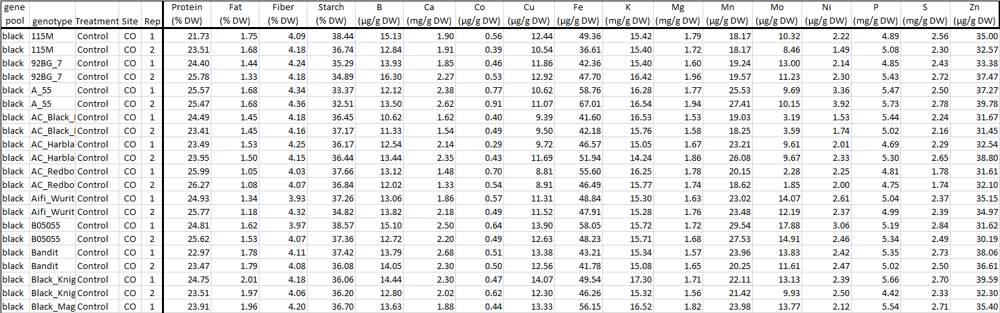 gene Protein Fat Fiber Starch B Ca Co Cu Fe K Mg Mn Mo Ni P S Zn
pool genotype Treatment Site Rep (% DW) (% DW) (% DW) (% DW) (µg/g DW) (mg/g DW) (µg/g DW) (µg/g DW) (µg/g DW) (mg/g DW) (mg/g DW) (µg/g DW) (µg/g DW) (µg/g DW) (mg/g DW) (mg/g DW) (µg/g DW)
black 115M Control CO 1 21.73 1.75 4.09 38.44 15.13 1.90 0.56 12.44 49.36 15.42 1.79 18.17 10.32 2.22 4.89 2.56 35.00
black 115M Control CO 2 23.51 1.68 4.18 36.74 12.84 1.91 0.39 10.54 36.61 15.40 1.72 18.17 8.46 1.49 5.08 2.30 32.57
black 92BG_7 Control CO 1 24.40 1.44 4.24 35.29 13.93 1.85 0.46 11.86 42.36 15.40 1.60 19.24 13.00 2.14 4.85 2.43 33.38
black 92BG_7 Control CO 2 25.78 1.33 4.18 34.89 16.30 2.27 0.53 12.92 47.70 16.42 1.96 19.57 11.23 2.30 5.43 2.72 37.47
black A_55 Control CO 1 25.57 1.68 4.34 33.37 12.12 2.38 0.77 10.62 58.76 16.28 1.77 25.53 9.69 3.36 5.47 2.50 37.27
black A_55 Control CO 2 25.47 1.68 4.36 32.51 13.50 2.62 0.91 11.07 67.01 16.54 1.94 27.41 10.15 3.92 5.73 2.78 39.78
black AC_Black_ Control CO 1 24.49 1.45 4.18 36.45 10.62 1.62 0.40 9.39 41.60 16.53 1.53 19.03 3.19 1.53 5.44 2.24 31.67
black AC_Black_ Control CO 2 23.41 1.45 4.16 37.17 11.33 1.54 0.49 9.50 42.18 15.76 1.58 18.25 3.59 1.74 5.02 2.16 31.45
black AC_Harbla Control CO 1 23.49 1.53 4.25 36.17 12.54 2.14 0.29 9.72 46.57 15.05 1.67 23.21 9.61 2.01 4.69 2.29 32.54
black AC_Harbla Control CO 2 23.95 1.50 4.15 36.44 13.44 2.35 0.43 11.69 51.94 14.24 1.86 26.08 9.67 2.33 5.30 2.65 38.80
black AC_Redbo Control CO 1 25.99 1.05 4.03 37.66 13.12 1.48 0.70 8.81 55.60 16.25 1.78 20.15 2.28 2.25 4.81 1.78 31.61
black AC_Redbo Control CO 2 26.27 1.08 4.07 36.84 12.02 1.33 0.54 8.91 46.49 15.77 1.74 18.62 1.85 2.00 4.75 1.74 32.10
black Aifi_Wurit Control CO 1 24.93 1.34 3.93 37.26 13.06 1.86 0.57 11.31 48.84 15.30 1.63 23.02 14.07 2.61 5.04 2.37 35.15
black Aifi_Wurit Control CO 2 25.77 1.18 4.32 34.82 13.82 2.18 0.49 11.52 47.91 15.28 1.76 23.48 12.19 2.37 4.99 2.39 34.97
black B05055 Control CO 1 24.81 1.62 3.97 38.57 15.10 2.50 0.64 13.90 58.05 15.72 1.72 29.54 17.88 3.06 5.19 2.84 31.62
black B05055 Control CO 2 25.62 1.53 4.07 37.36 12.72 2.20 0.49 12.63 48.23 15.71 1.68 27.53 14.91 2.46 5.34 2.49 30.19
black Bandit Control CO 1 22.97 1.78 4.11 37.42 13.79 2.68 0.51 13.38 43.21 15.34 1.57 23.96 13.83 2.42 5.35 2.73 38.06
black Bandit Control CO 2 23.47 1.79 4.08 36.08 14.05 2.30 0.50 12.56 41.78 15.08 1.65 20.25 11.61 2.47 5.02 2.50 36.61
black Black_Knig Control CO 1 24.75 2.01 4.18 36.06 14.44 2.30 0.47 14.07 49.54 17.30 1.71 22.11 13.13 2.39 5.66 2.70 39.59
black Black_Knig Control CO 2 23.51 1.97 4.06 36.20 12.80 2.02 0.62 12.30 46.26 15.32 1.56 21.42 9.93 2.50 4.42 2.33 32.30
black Black_Mag Control CO 1 23.91 1.96 4.20 36.70 13.63 1.88 0.44 13.33 56.15 16.52 1.82 23.98 13.77 2.12 5.54 2.71 35.40